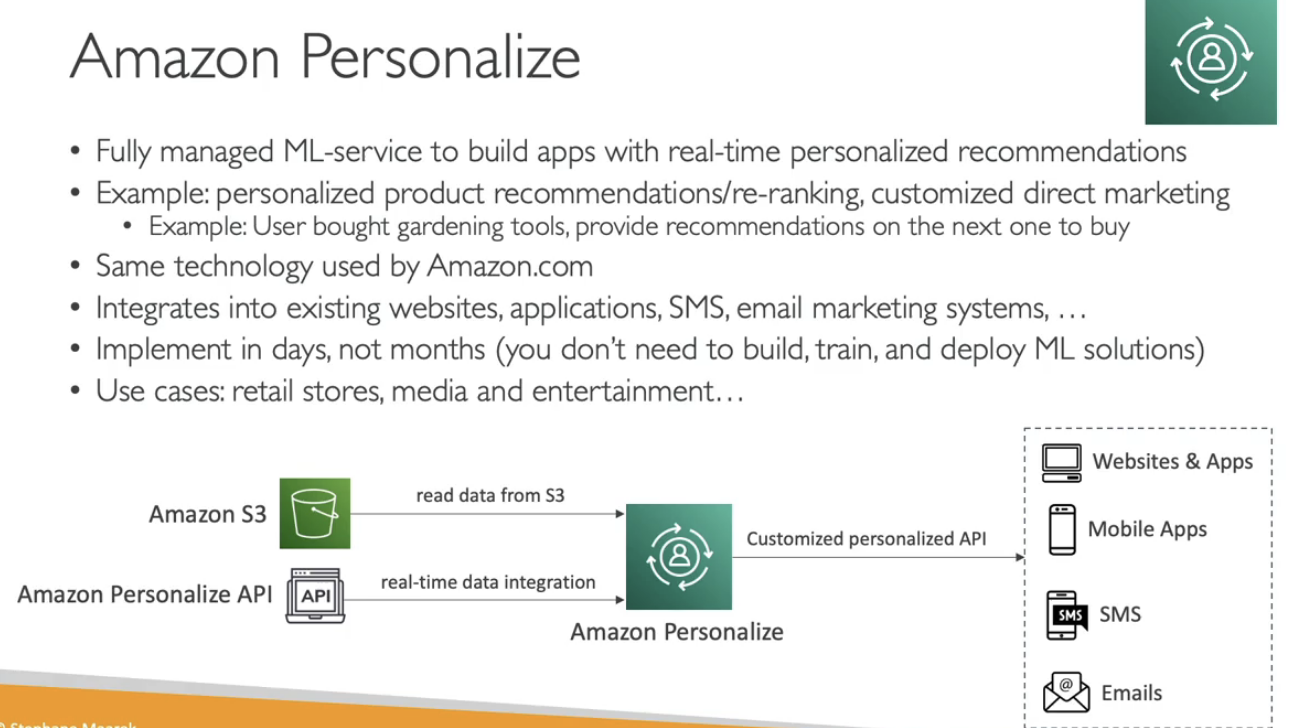 Amazon Personalize
• Fully managed ML-service to build apps with real-time personalized recommendations
• Example: personalized product recommendations/re-ranking, customized direct marketing
• Example: User bought gardening tools, provide recommendations on the next one to buy
• Same technology used by Amazon.com
• Integrates into existing websites, applications, SMS, email marketing systems, …
• Implement in days, not months (you don't need to build, train, and deploy ML solutions)
• Use cases: retail stores, media and entertainment…
Amazon S3
read data from S3
Amazon Personalize API
API
real-time data integration
Amazon Personalize
Customized personalized API
Websites & Apps
Mobile Apps
SMS
SMS
@
Emails
© Stephane Maarek